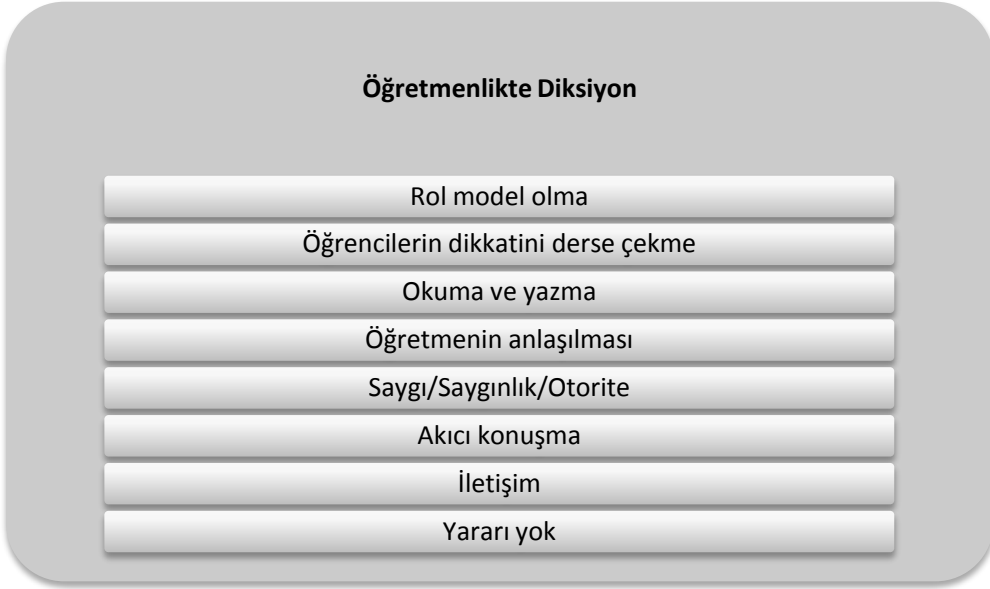 Öğretmenlikte Diksiyon
Rol model olma
Öğrencilerin dikkatini derse çekme
Okuma ve yazma
Öğretmenin anlaşılması
Saygı/Saygınlık/Otorite
Akıcı konuşma
İletişim
Yararı yok